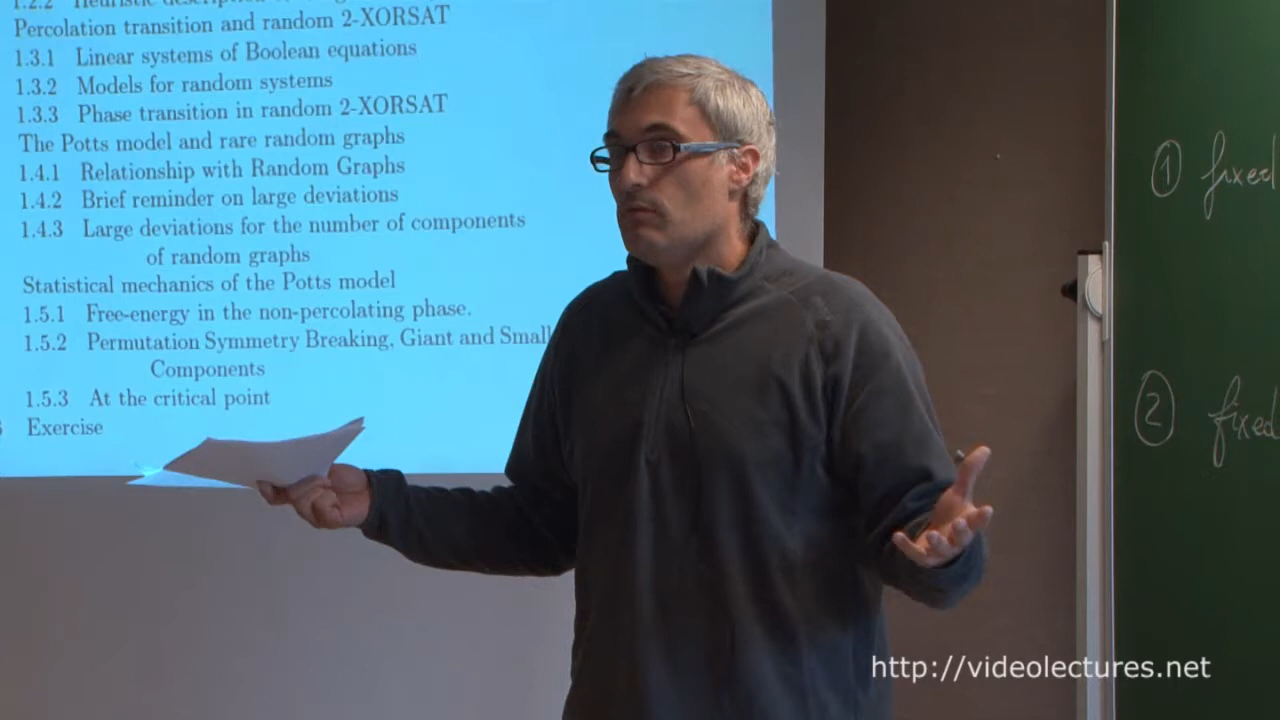 1.2.2
Percolation transition and random 2-XORSAT
1.3.1 Linear systems of Boolean equations
1.3.2 Models for random systems
1.3.3 Phase transition in random 2-XORSAT
The Potts model and rare random graphs
1.4.1 Relationship with Random Graphs
1.4.2 Brief reminder on large deviations
1.4.3 Large deviations for the number of components
of random graphs
Statistical mechanics of the Potts model
1.5.1 Free-energy in the non-percolating phase.
1.5.2 Permutation Symmetry Breaking, Giant and Small
Components
1.5.3 At the critical point
Exercise
1 fixed
2 fixed
http://videolectures.net